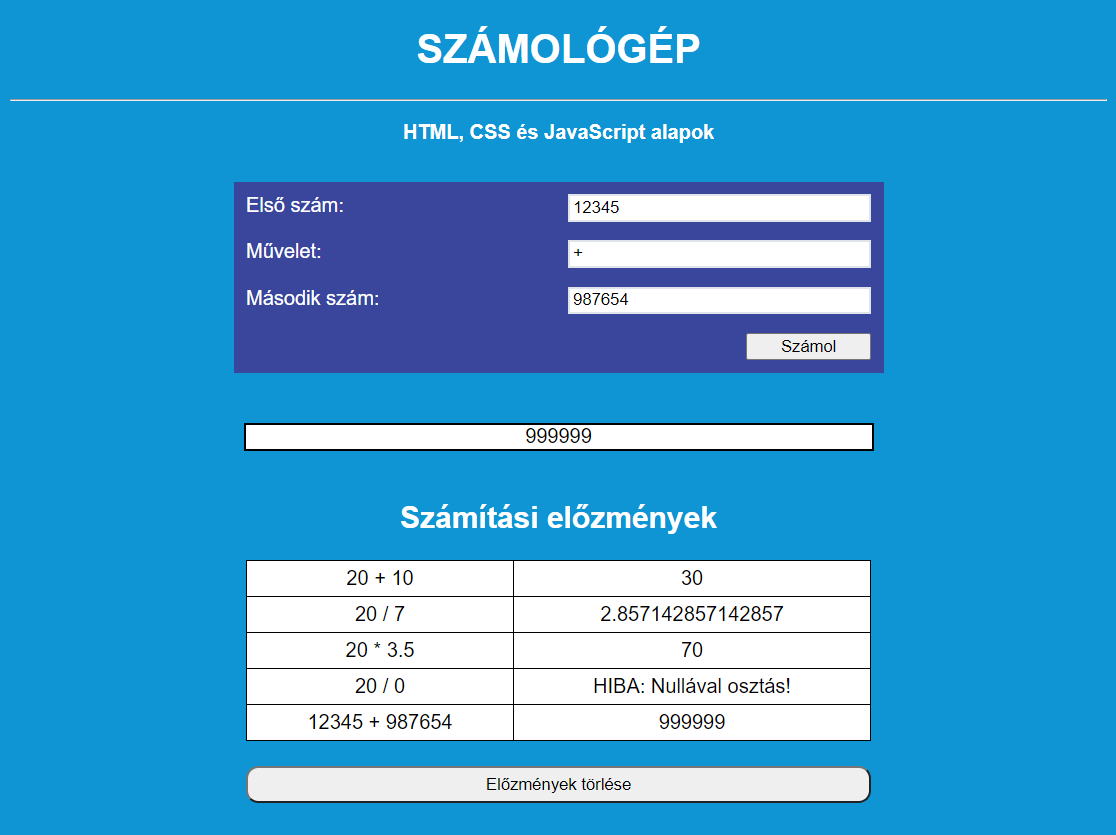 SZÁMOLÓGÉP
HTML, CSS és JavaScript alapok
Első szám: 12345
Művelet: +
Második szám: 987654
Számol
999999
Számítási előzmények
20 + 10 30
20 / 7 2.857142857142857
20 * 3.5 70
20 / 0 HIBA: Nullával osztás!
12345 + 987654 999999
Előzmények törlése